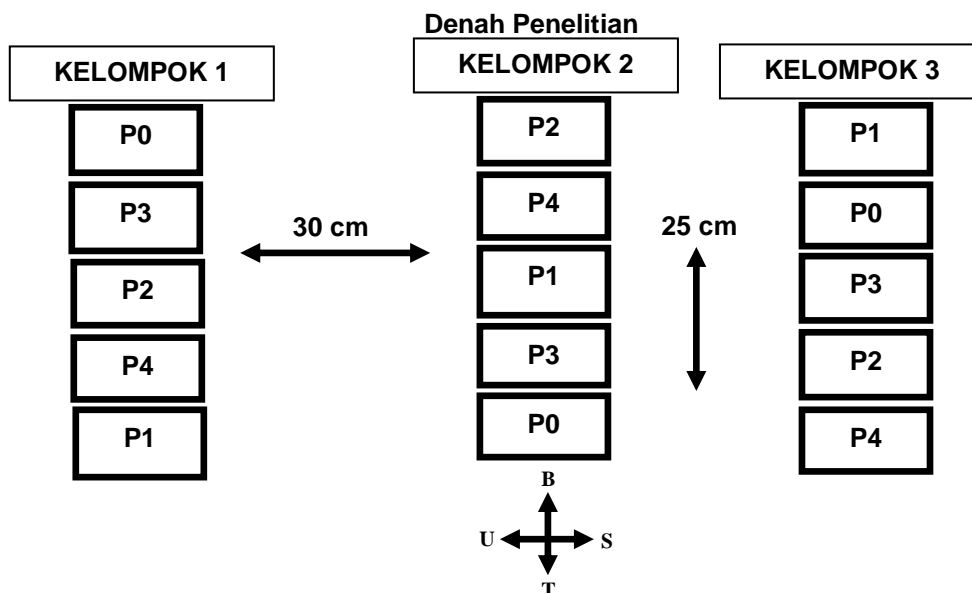 Denah Penelitian
KELOMPOK 1
P0
P3
P2
P4
P1
30 cm
KELOMPOK 2
P2
P4
P1
P3
P0
25 cm
KELOMPOK 3
P1
P0
P3
P2
P4
B
U S
T